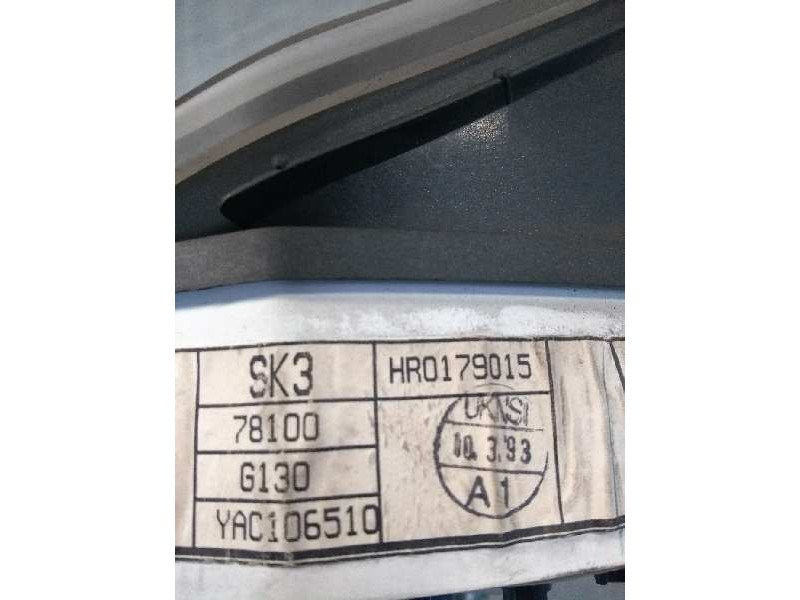 SK3
HR0179015
78100
G130
YAC106510
UKNSI
10.3.93
A1